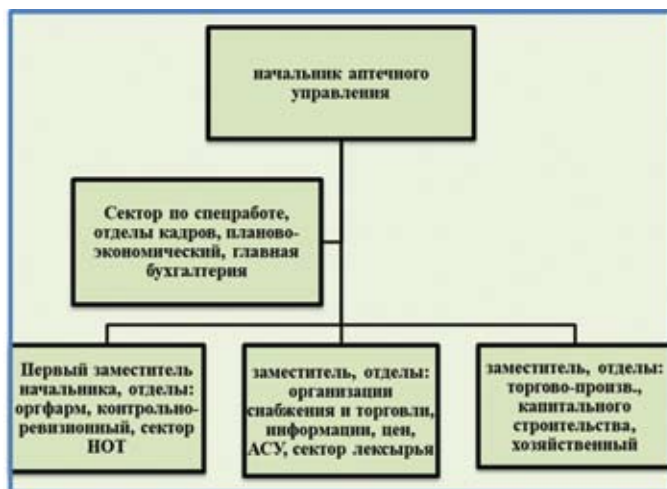 начальник аптечного
управления
Сектор по спецработе,
отделы кадров, планово-
экономический, главная
бухгалтерия
Первый заместитель
начальника, отделы:
оргфарм, контрольно-
ревизионный, сектор
НОТ
заместитель, отделы:
организации
снабжения и торговли,
информации, цен,
АСУ, сектор лексырья
заместитель, отделы:
торгово-произв.,
капитального
строительства,
хозяйственный